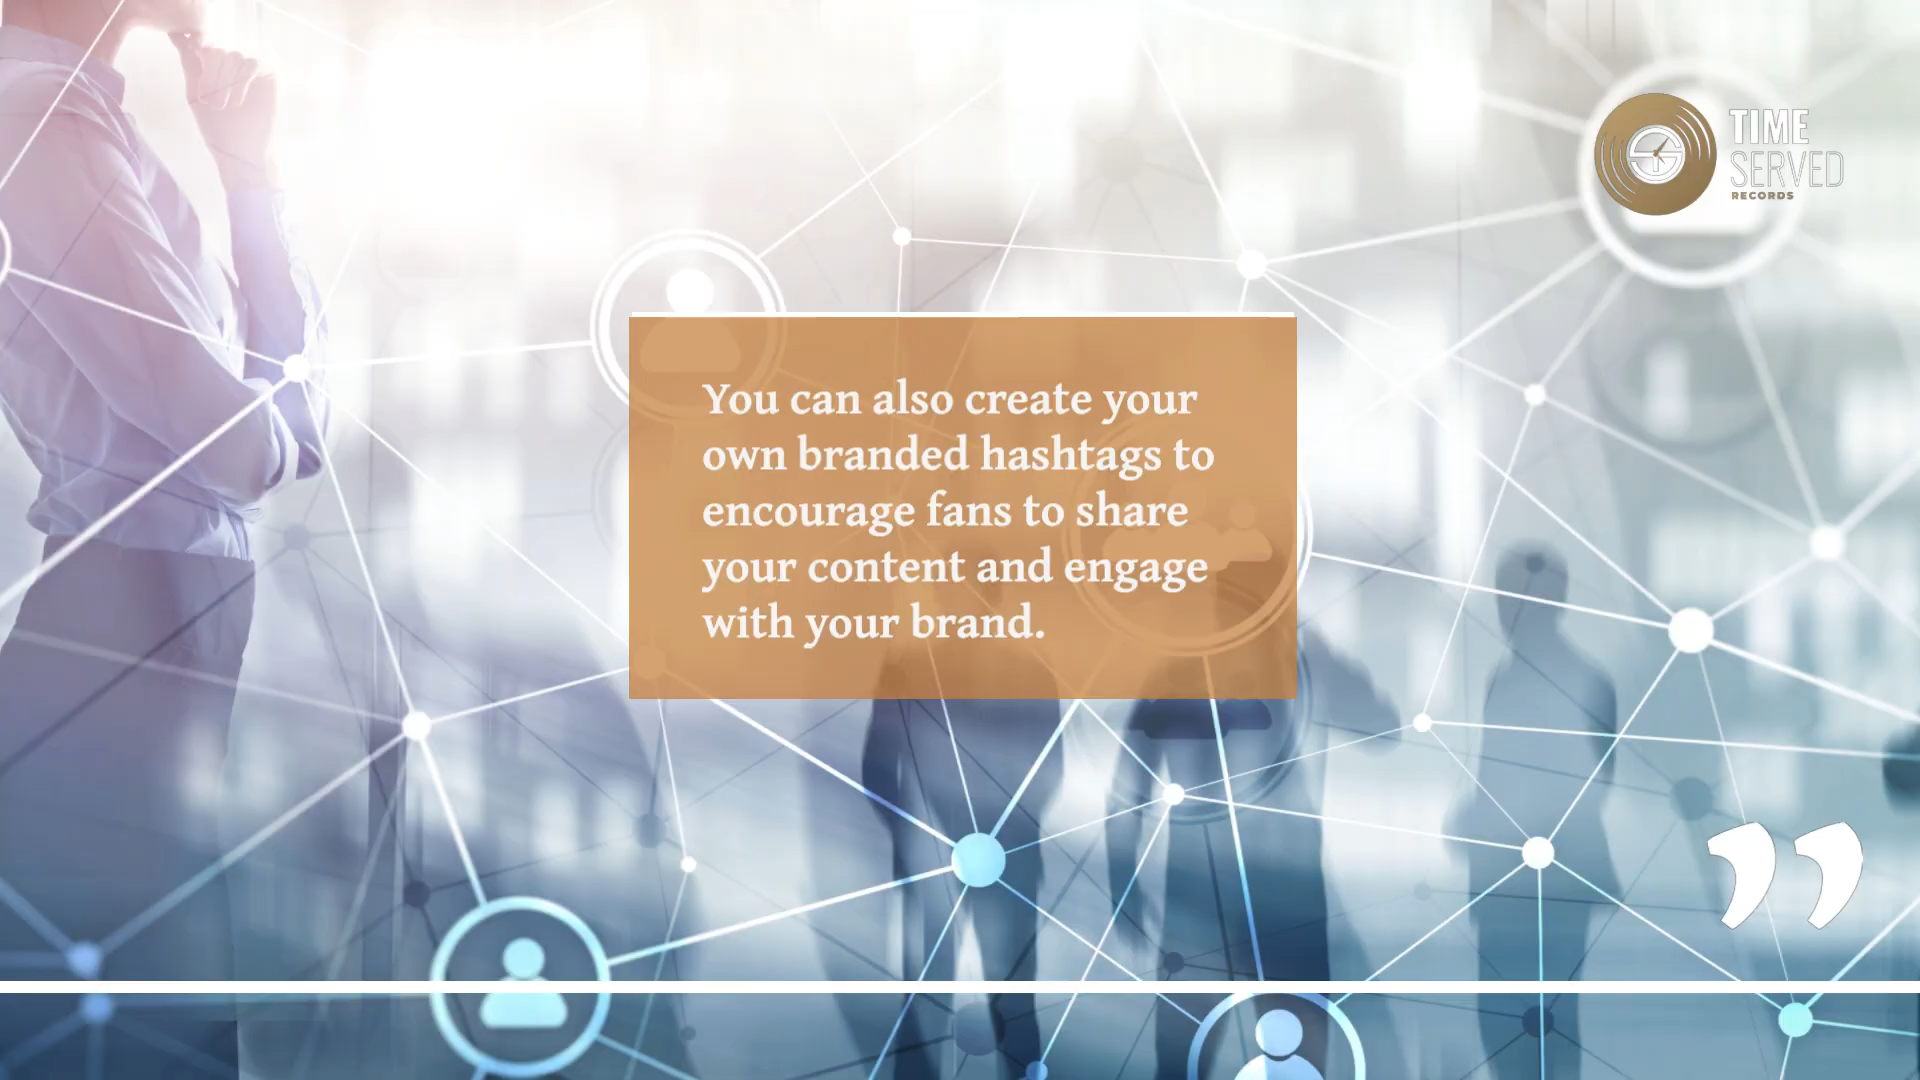 TIME
SERVED
RECORDS
You can also create your
own branded hashtags to
encourage fans to share
your content and engage
with your brand.
”